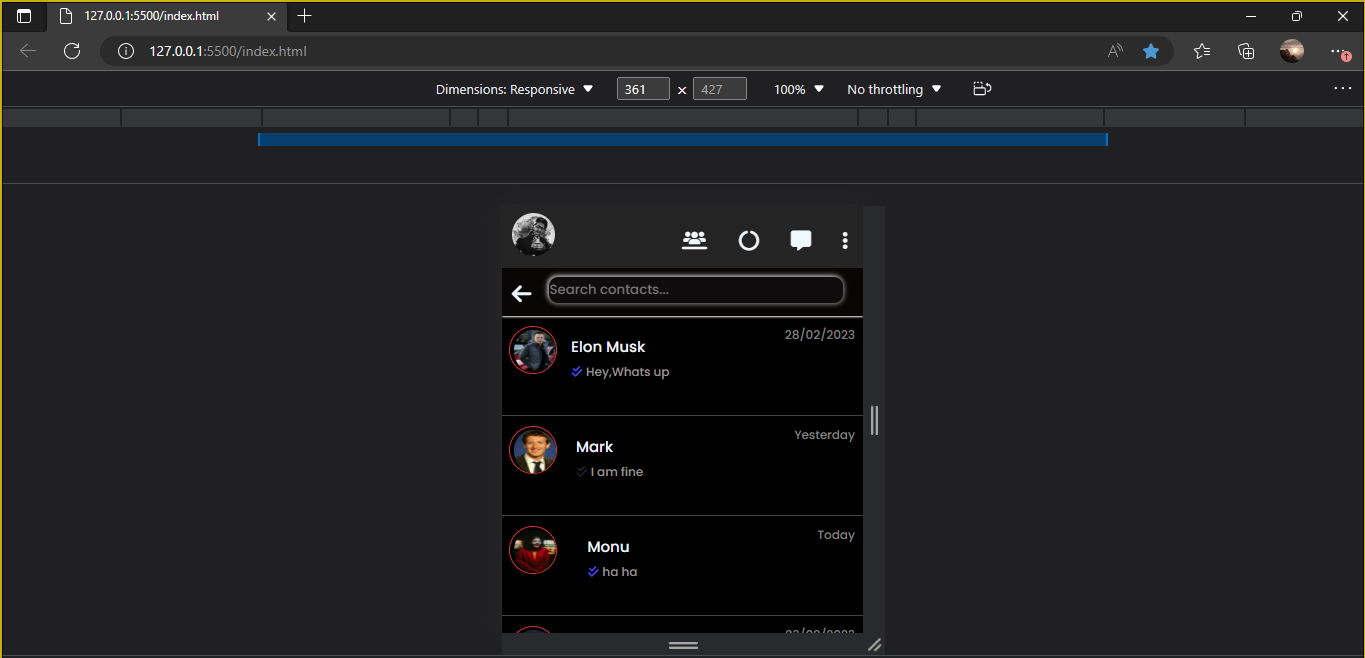 127.0.0.1:5500/index.html
127.0.0.1:5500/index.html
Dimensions: Responsive 361 × 427 100% No throttling
Search contacts...
28/02/2023
Elon Musk
Hey,Whats up
Yesterday
Mark
I am fine
Today
Monu
ha ha